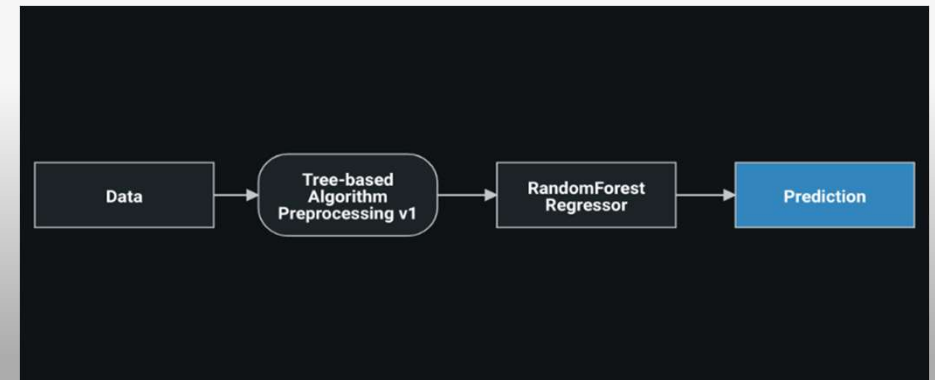 Data
Tree-based
Algorithm
Preprocessing v1
RandomForest
Regressor
Prediction